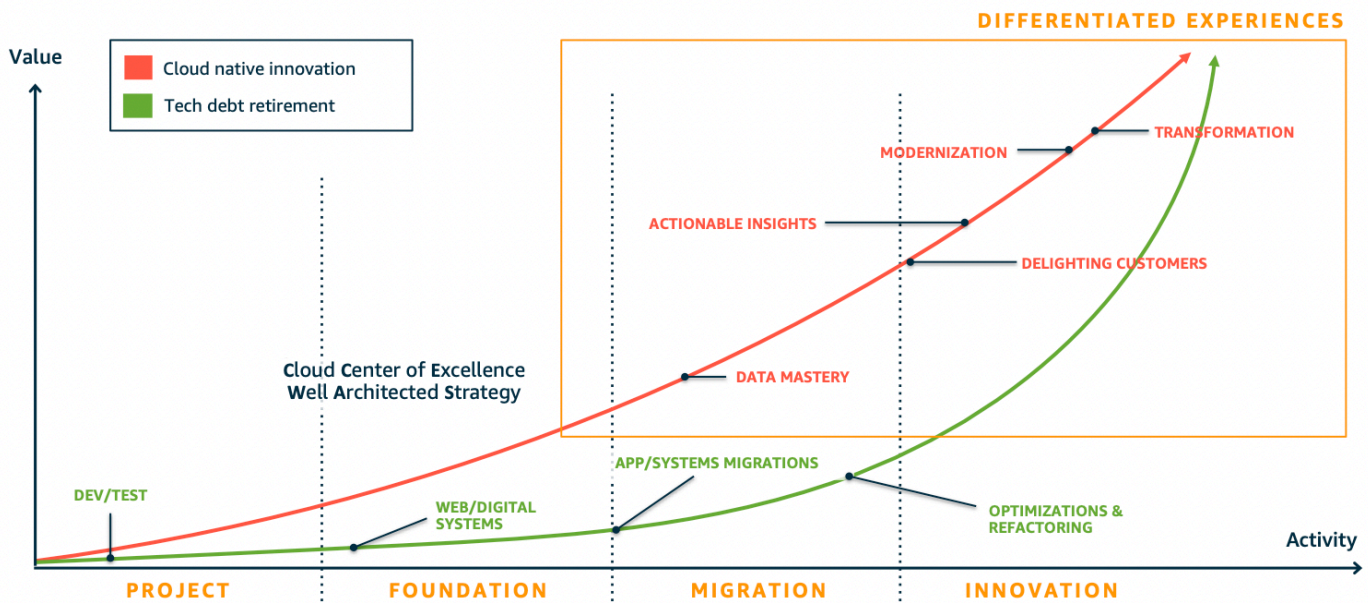 DIFFERENTIATED EXPERIENCES
Value
Cloud native innovation
Tech debt retirement
TRANSFORMATION
MODERNIZATION
ACTIONABLE INSIGHTS
DELIGHTING CUSTOMERS
Cloud Center of Excellence
Well Architected Strategy
DATA MASTERY
APP/SYSTEMS MIGRATIONS
DEV/TEST
WEB/DIGITAL
SYSTEMS
OPTIMIZATIONS &
REFACTORING
Activity
PROJECT
FOUNDATION
MIGRATION
INNOVATION